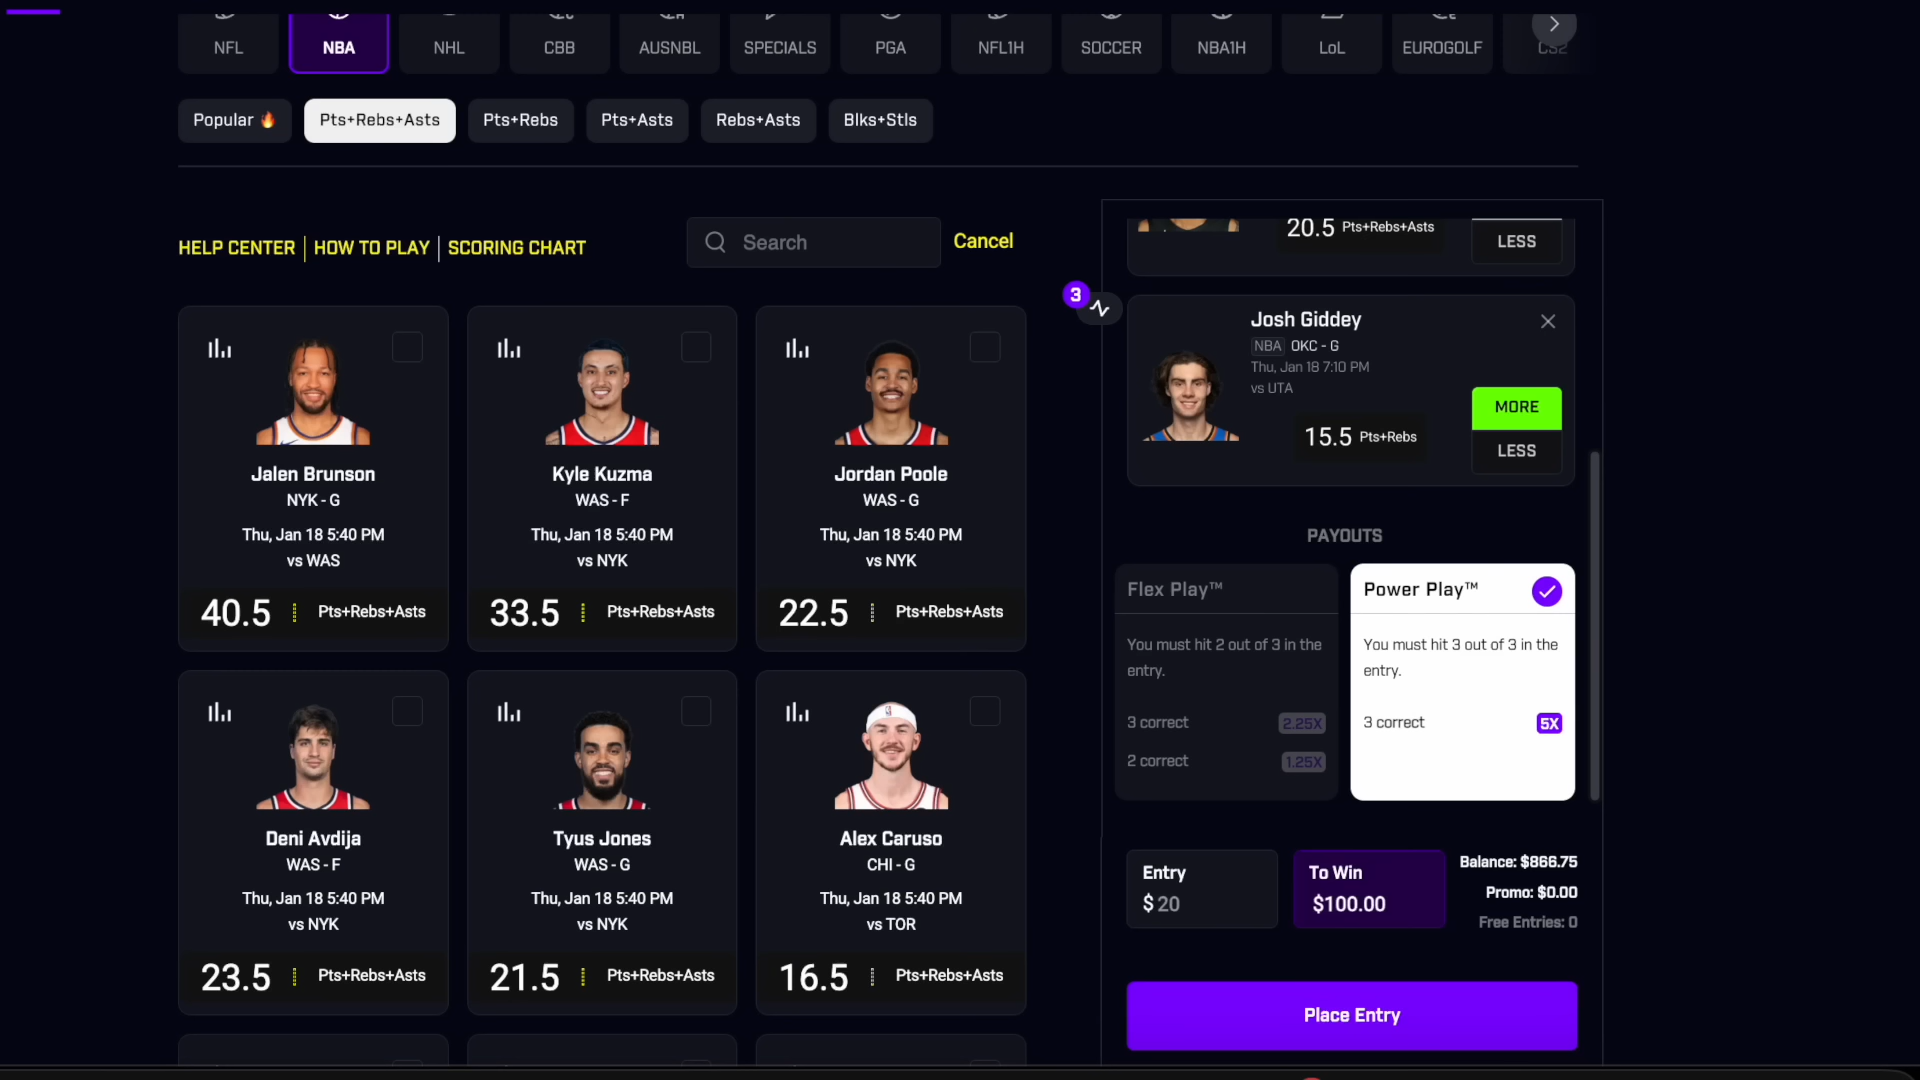 NFL
NBA
NHL
CBB
AUSNBL
SPECIALS
PGA
NFL1H
SOCCER
NBA1H
LoL
EUROGOLF
CS2
Popular
Pts+Rebs+Asts
Pts+Rebs
Pts+Asts
Rebs+Asts
Blks+Stls
HELP CENTER
HOW TO PLAY
SCORING CHART
Search
Cancel
Jalen Brunson
NYK - G
Thu, Jan 18 5:40 PM
vs WAS
40.5 Pts+Rebs+Asts
Kyle Kuzma
WAS - F
Thu, Jan 18 5:40 PM
vs NYK
33.5 Pts+Rebs+Asts
Jordan Poole
WAS - G
Thu, Jan 18 5:40 PM
vs NYK
22.5 Pts+Rebs+Asts
Deni Avdija
WAS - F
Thu, Jan 18 5:40 PM
vs NYK
23.5 Pts+Rebs+Asts
Tyus Jones
WAS - G
Thu, Jan 18 5:40 PM
vs NYK
21.5 Pts+Rebs+Asts
Alex Caruso
CHI - G
Thu, Jan 18 5:40 PM
vs TOR
16.5 Pts+Rebs+Asts
20.5 Pts+Rebs+Asts
LESS
3
Josh Giddey
NBA OKC - G
Thu, Jan 18 7:10 PM
vs UTA
15.5 Pts+Rebs
MORE
LESS
PAYOUTS
Flex Play™
You must hit 2 out of 3 in the
entry.
3 correct 2.25X
2 correct 1.25X
Power Play™
You must hit 3 out of 3 in the
entry.
3 correct 5X
Entry
$ 20
To Win
$100.00
Balance: $866.75
Promo: $0.00
Free Entries: 0
Place Entry